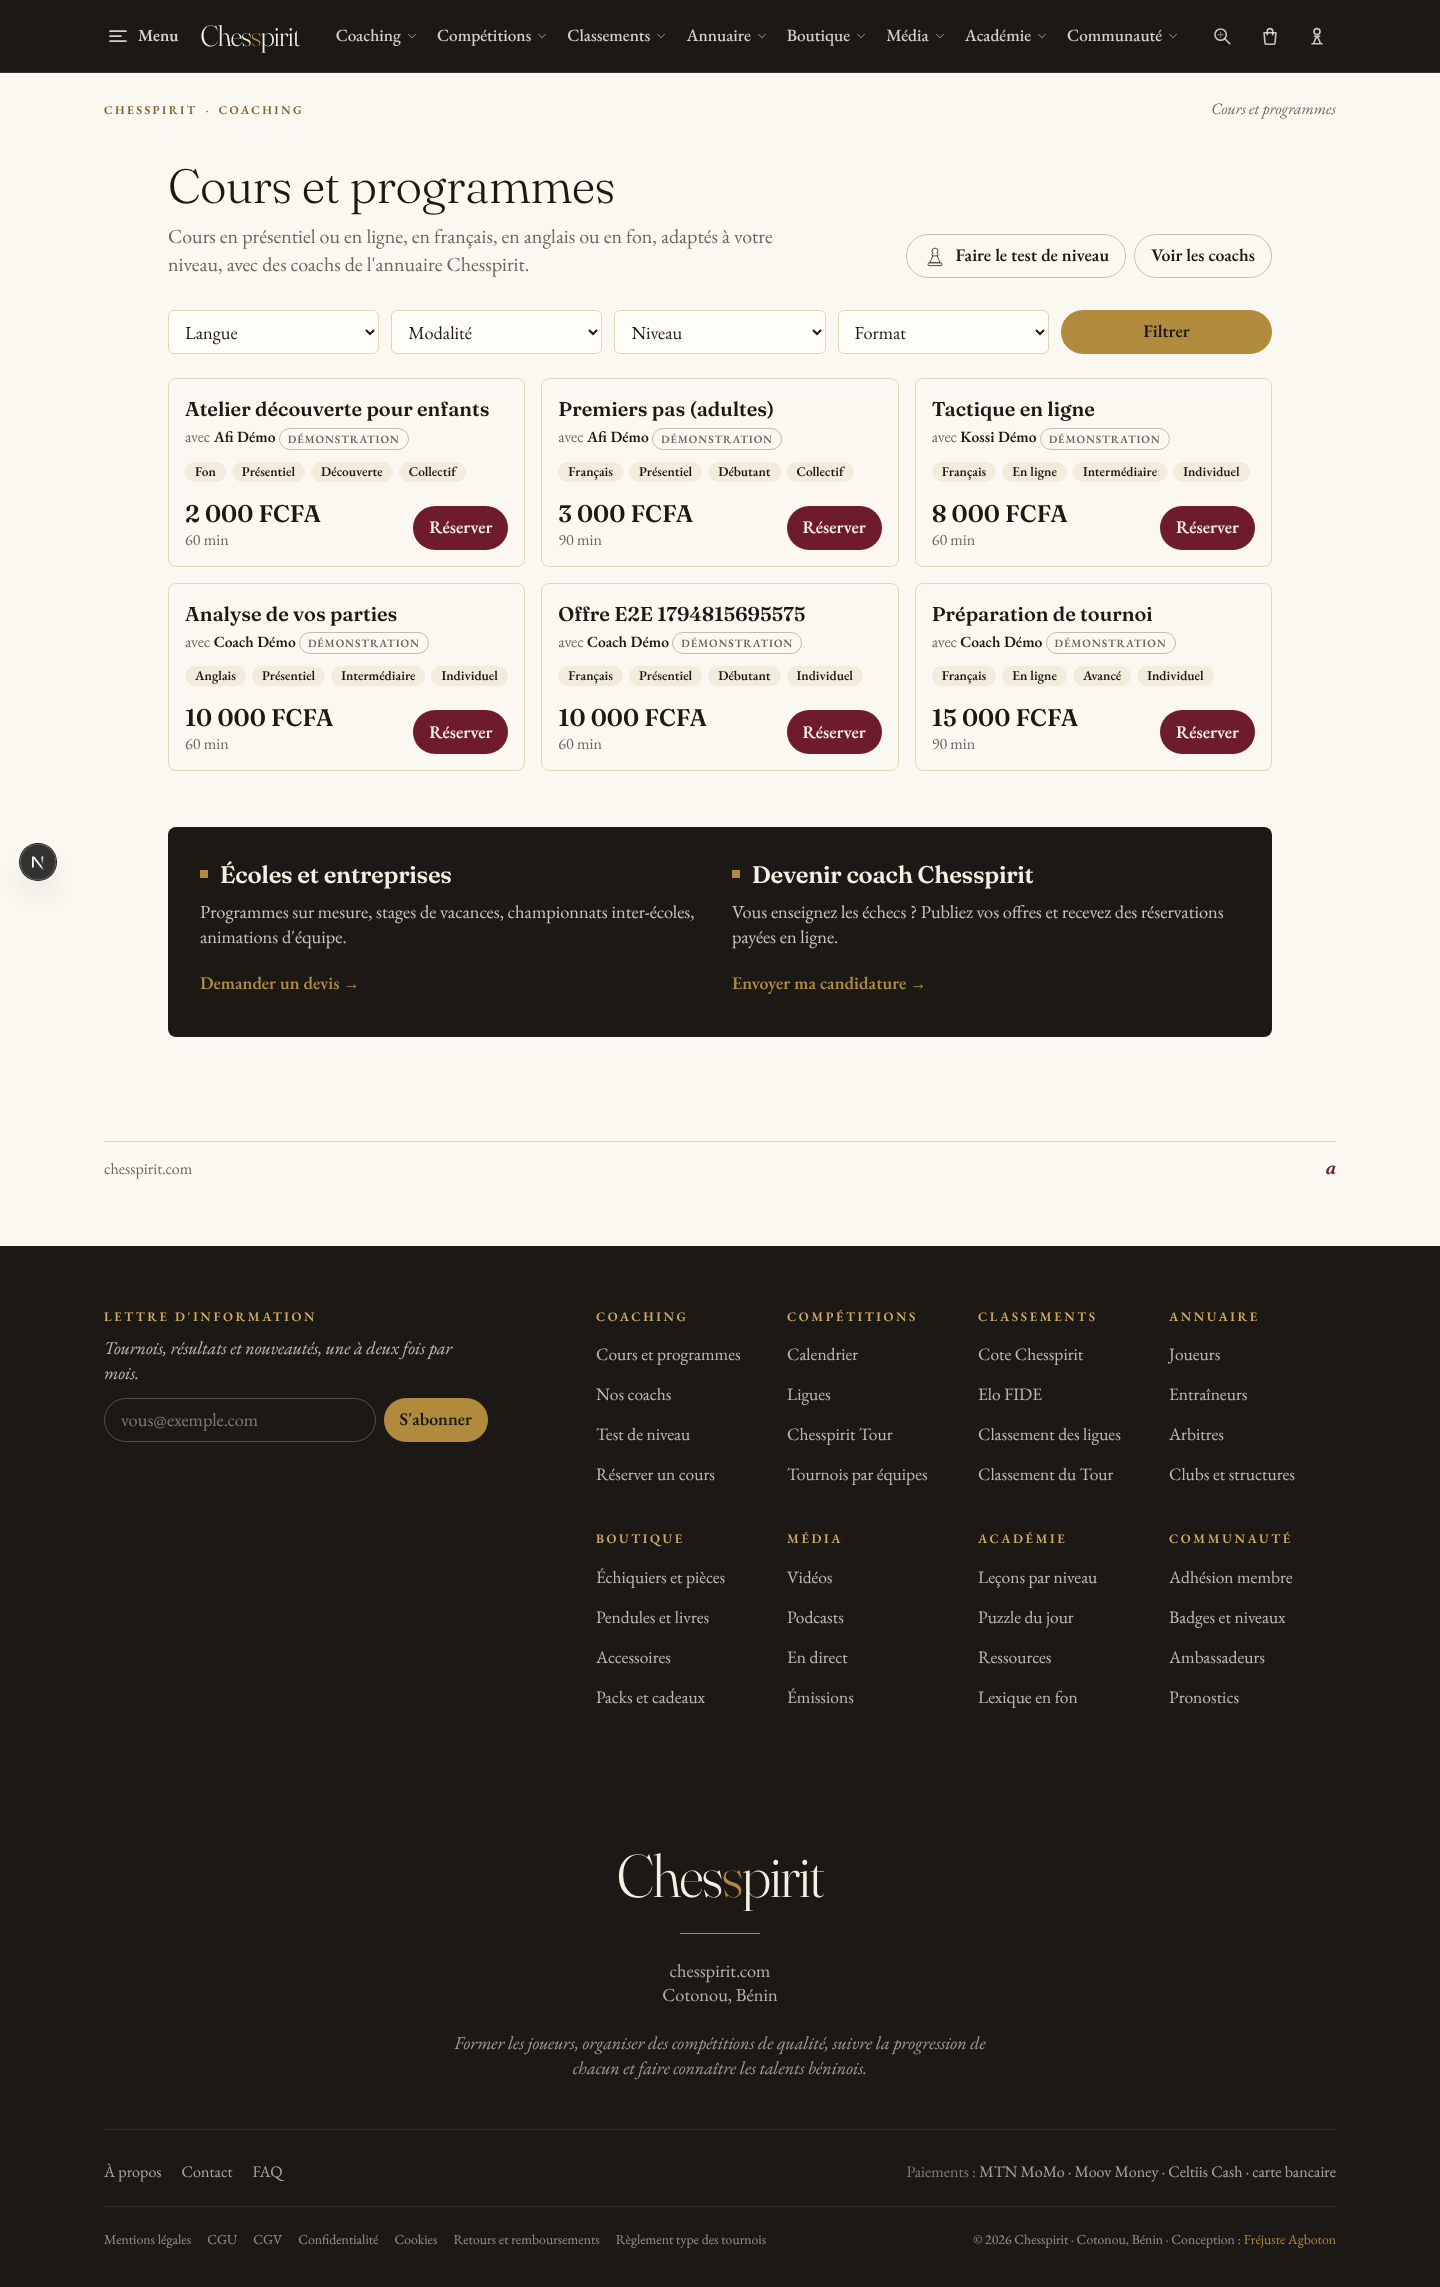 Menu Chesspirit Coaching Compétitions Classements Annuaire Boutique Média Académie Communauté
CHESSPIRIT · COACHING
Cours et programmes
Cours et programmes
Cours en présentiel ou en ligne, en français, en anglais ou en fon, adaptés à votre
niveau, avec des coachs de l'annuaire Chesspirit.
Faire le test de niveau Voir les coachs
Langue Modalité Niveau Format Filtrer
Atelier découverte pour enfants
avec Afi Démo DÉMONSTRATION
Fon Présentiel Découverte Collectif
2 000 FCFA
60 min
Réserver
Premiers pas (adultes)
avec Afi Démo DÉMONSTRATION
Français Présentiel Débutant Collectif
3 000 FCFA
90 min
Réserver
Tactique en ligne
avec Kossi Démo DÉMONSTRATION
Français En ligne Intermédiaire Individuel
8 000 FCFA
60 min
Réserver
Analyse de vos parties
avec Coach Démo DÉMONSTRATION
Anglais Présentiel Intermédiaire Individuel
10 000 FCFA
60 min
Réserver
Offre E2E 1794815695575
avec Coach Démo DÉMONSTRATION
Français Présentiel Débutant Individuel
10 000 FCFA
60 min
Réserver
Préparation de tournoi
avec Coach Démo DÉMONSTRATION
Français En ligne Avancé Individuel
15 000 FCFA
90 min
Réserver
N
Écoles et entreprises
Programmes sur mesure, stages de vacances, championnats inter-écoles,
animations d'équipe.
Demander un devis →
Devenir coach Chesspirit
Vous enseignez les échecs ? Publiez vos offres et recevez des réservations
payées en ligne.
Envoyer ma candidature →
chesspirit.com
a
LETTRE D'INFORMATION
Tournois, résultats et nouveautés, une à deux fois par
mois.
vous@exemple.com S'abonner
COACHING
Cours et programmes
Nos coachs
Test de niveau
Réserver un cours
COMPÉTITIONS
Calendrier
Ligues
Chesspirit Tour
Tournois par équipes
CLASSEMENTS
Cote Chesspirit
Elo FIDE
Classement des ligues
Classement du Tour
ANNUAIRE
Joueurs
Entraîneurs
Arbitres
Clubs et structures
BOUTIQUE
Échiquiers et pièces
Pendules et livres
Accessoires
Packs et cadeaux
MÉDIA
Vidéos
Podcasts
En direct
Émissions
ACADÉMIE
Leçons par niveau
Puzzle du jour
Ressources
Lexique en fon
COMMUNAUTÉ
Adhésion membre
Badges et niveaux
Ambassadeurs
Pronostics
Chesspirit
chesspirit.com
Cotonou, Bénin
Former les joueurs, organiser des compétitions de qualité, suivre la progression de
chacun et faire connaître les talents béninois.
À propos Contact FAQ
Paiements : MTN MoMo · Moov Money · Celtiis Cash · carte bancaire
Mentions légales CGU CGV Confidentialité Cookies Retours et remboursements Règlement type des tournois
© 2026 Chesspirit · Cotonou, Bénin · Conception : Fréjuste Agboton